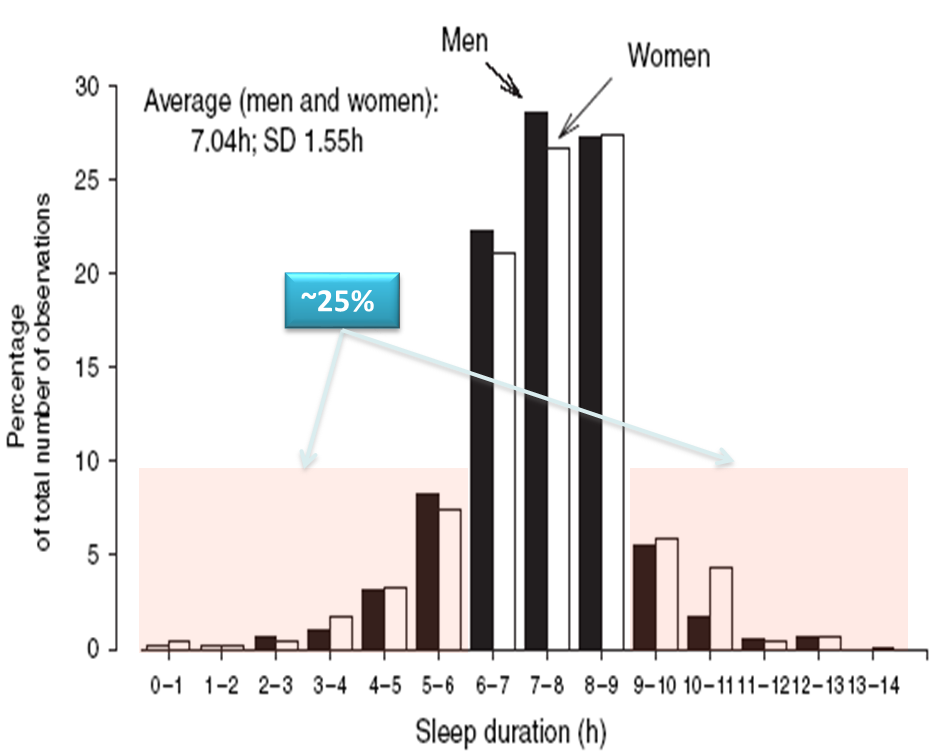 Men
Women
Average (men and women):
7.04h; SD 1.55h
~25%
Percentage
of total number of observations
30
25
20
15
10
5
0
0–1 1–2 2–3 3–4 4–5 5–6 6–7 7–8 8–9 9–10 10–11 11–12 12–13 13–14
Sleep duration (h)